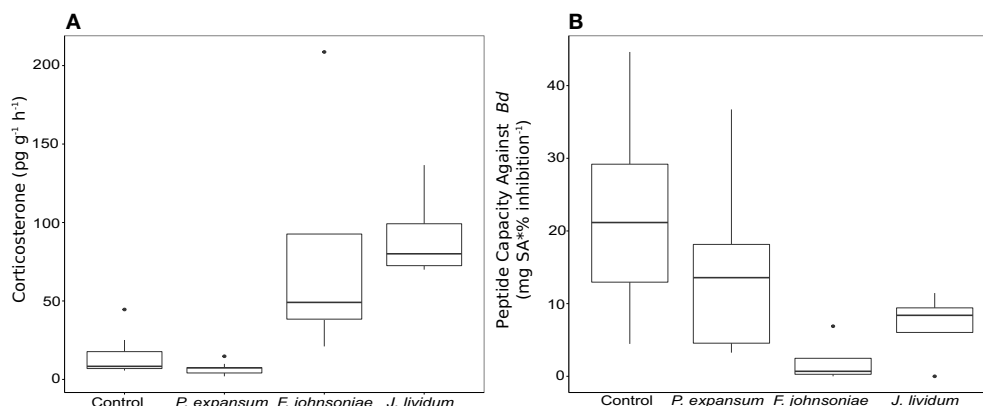 A
Corticosterone (pg g⁻¹ h⁻¹)
200
150
100
50
0
Control P. expansum F. johnsoniae J. lividum
B
Peptide Capacity Against Bd
(mg SA*% inhibition⁻¹)
40
30
20
10
0
Control P. expansum F. johnsoniae J. lividum